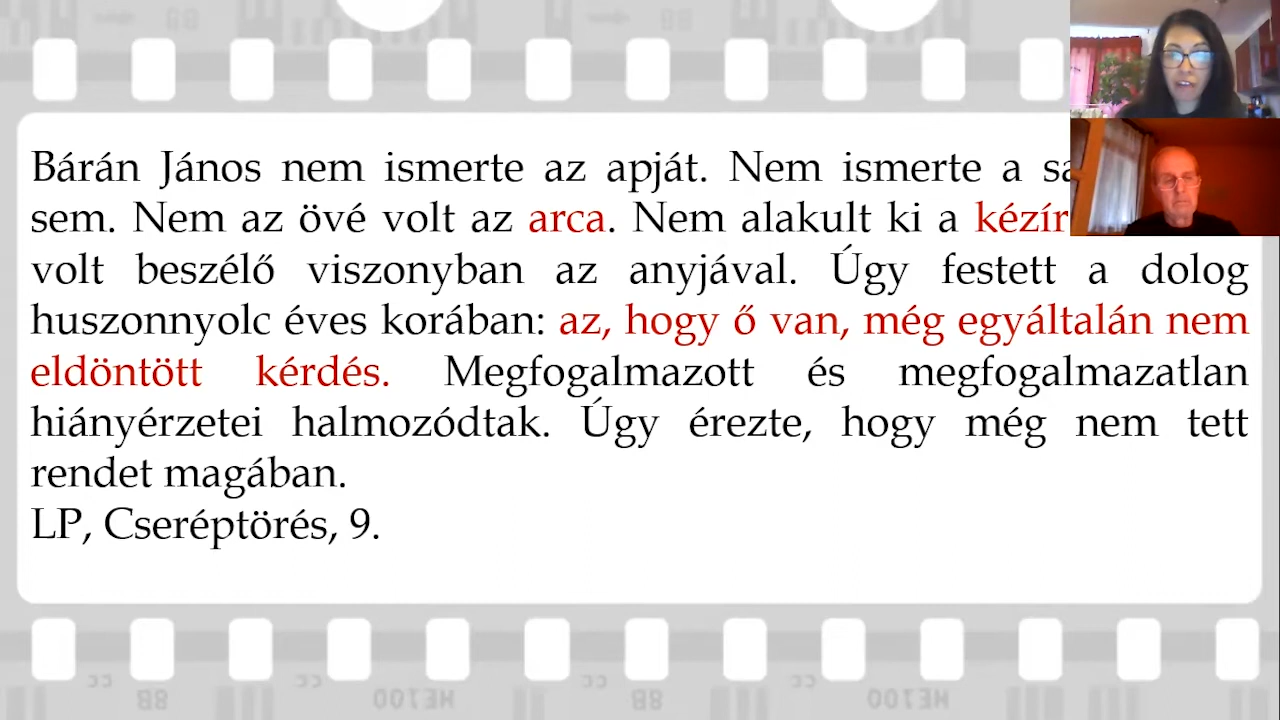 Bárán János nem ismerte az apját. Nem ismerte a
sem. Nem az övé volt az arca. Nem alakult ki a
volt beszélő viszonyban az anyjával. Úgy festett a dolog
huszonnyolc éves korában: az, hogy ő van, még egyáltalán nem
eldöntött kérdés. Megfogalmazott és megfogalmazatlan
hiányérzetei halmozódtak. Úgy érezte, hogy még nem tett
rendet magában.
LP, Cseréptörés, 9.